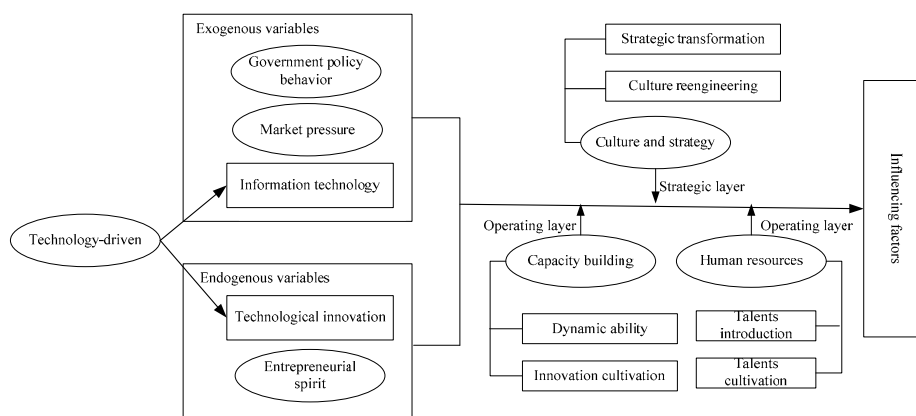 Exogenous variables
Government policy
behavior
Market pressure
Information technology
Technology-driven
Endogenous variables
Technological innovation
Entrepreneurial
spirit
Strategic transformation
Culture reengineering
Culture and strategy
Strategic layer
Operating layer
Capacity building
Dynamic ability
Innovation cultivation
Operating layer
Human resources
Talents
introduction
Talents
cultivation
Influencing factors